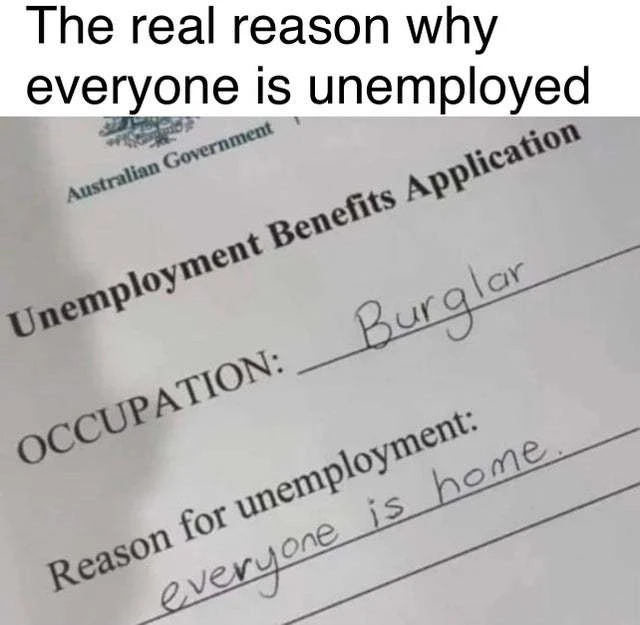 The real reason why
everyone is unemployed
Australian Government
Unemployment Benefits Application
OCCUPATION: Burglar
Reason for unemployment:
everyone is home.